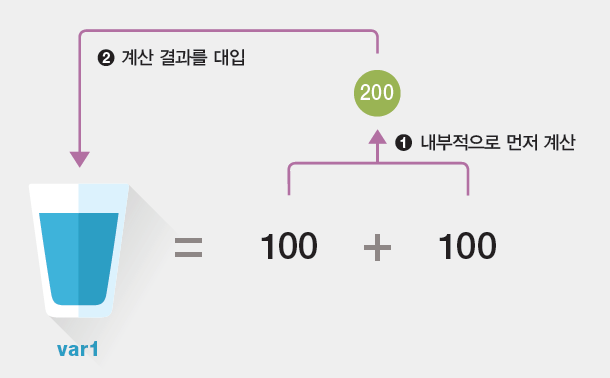 ❷ 계산 결과를 대입
200
❶ 내부적으로 먼저 계산
= 100 + 100
var1